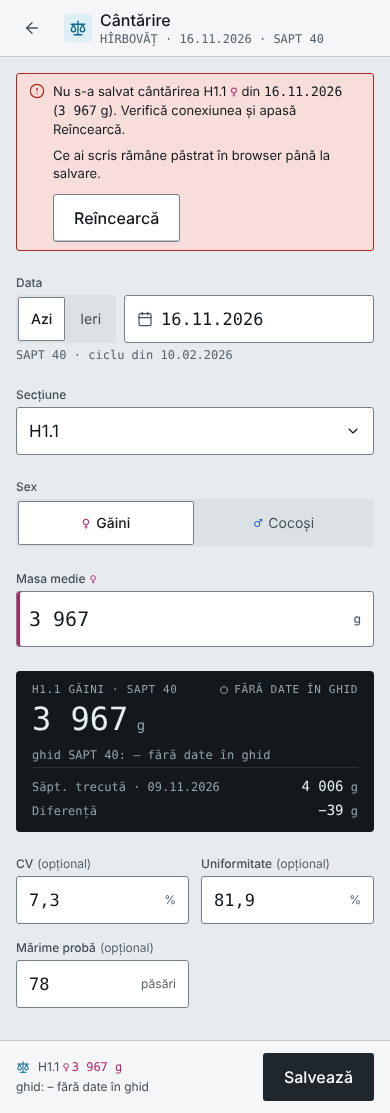 Cântărire
HÎRBOVĂȚ · 16.11.2026 · SAPT 40
Nu s-a salvat cântărirea H1.1 ♀ din 16.11.2026
(3 967 g). Verifică conexiunea și apasă
Reîncearcă.
Ce ai scris rămâne păstrat în browser până la
salvare.
Reîncearcă
Data
Azi Ieri 16.11.2026
SAPT 40 · ciclu din 10.02.2026
Secțiune
H1.1
Sex
♀ Găini ♂ Cocoși
Masa medie ♀
3 967 g
H1.1 GĂINI · SAPT 40 FĂRĂ DATE ÎN GHID
3 967 g
ghid SAPT 40: – fără date în ghid
Săpt. trecută · 09.11.2026 4 006 g
Diferență −39 g
CV (opțional) Uniformitate (opțional)
7,3 % 81,9 %
Mărime probă (opțional)
78 păsări
H1.1 ♀ 3 967 g
ghid: – fără date în ghid
Salvează